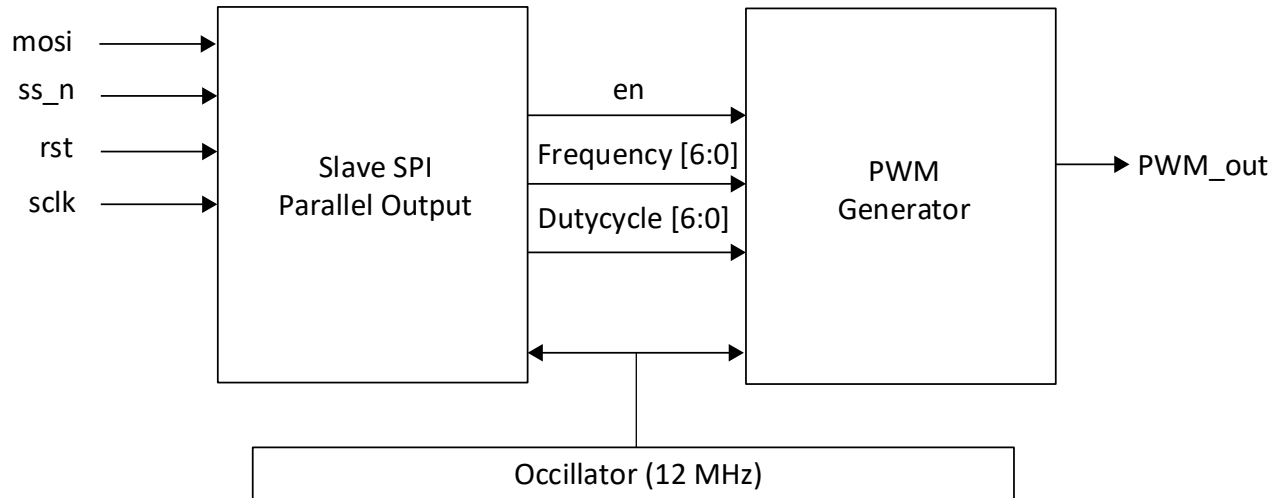 mosi
ss_n
rst
sclk
Slave SPI
Parallel Output
en
Frequency [6:0]
Dutycycle [6:0]
PWM
Generator
PWM_out
Occillator (12 MHz)